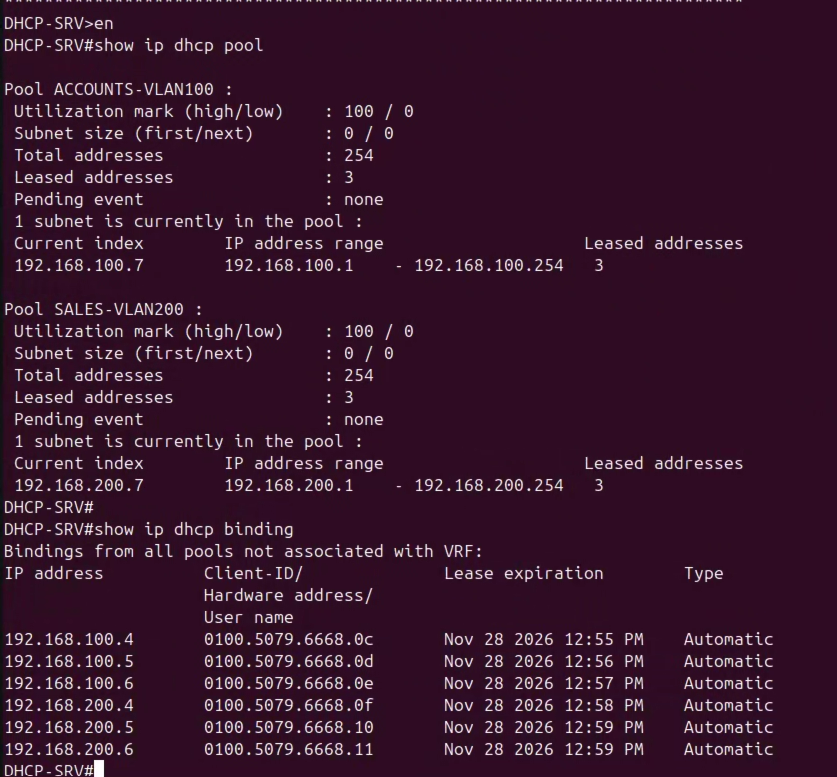 DHCP-SRV>en
DHCP-SRV#show ip dhcp pool
Pool ACCOUNTS-VLAN100 :
 Utilization mark (high/low)    : 100 / 0
 Subnet size (first/next)       : 0 / 0
 Total addresses                : 254
 Leased addresses               : 3
 Pending event                  : none
 1 subnet is currently in the pool :
 Current index        IP address range                    Leased addresses
 192.168.100.7        192.168.100.1    - 192.168.100.254   3
Pool SALES-VLAN200 :
 Utilization mark (high/low)    : 100 / 0
 Subnet size (first/next)       : 0 / 0
 Total addresses                : 254
 Leased addresses               : 3
 Pending event                  : none
 1 subnet is currently in the pool :
 Current index        IP address range                    Leased addresses
 192.168.200.7        192.168.200.1    - 192.168.200.254   3
DHCP-SRV#
DHCP-SRV#show ip dhcp binding
Bindings from all pools not associated with VRF:
IP address          Client-ID/              Lease expiration        Type
                    Hardware address/
                    User name
192.168.100.4       0100.5079.6668.0c       Nov 28 2026 12:55 PM    Automatic
192.168.100.5       0100.5079.6668.0d       Nov 28 2026 12:56 PM    Automatic
192.168.100.6       0100.5079.6668.0e       Nov 28 2026 12:57 PM    Automatic
192.168.200.4       0100.5079.6668.0f       Nov 28 2026 12:58 PM    Automatic
192.168.200.5       0100.5079.6668.10       Nov 28 2026 12:59 PM    Automatic
192.168.200.6       0100.5079.6668.11       Nov 28 2026 12:59 PM    Automatic
DHCP-SRV#